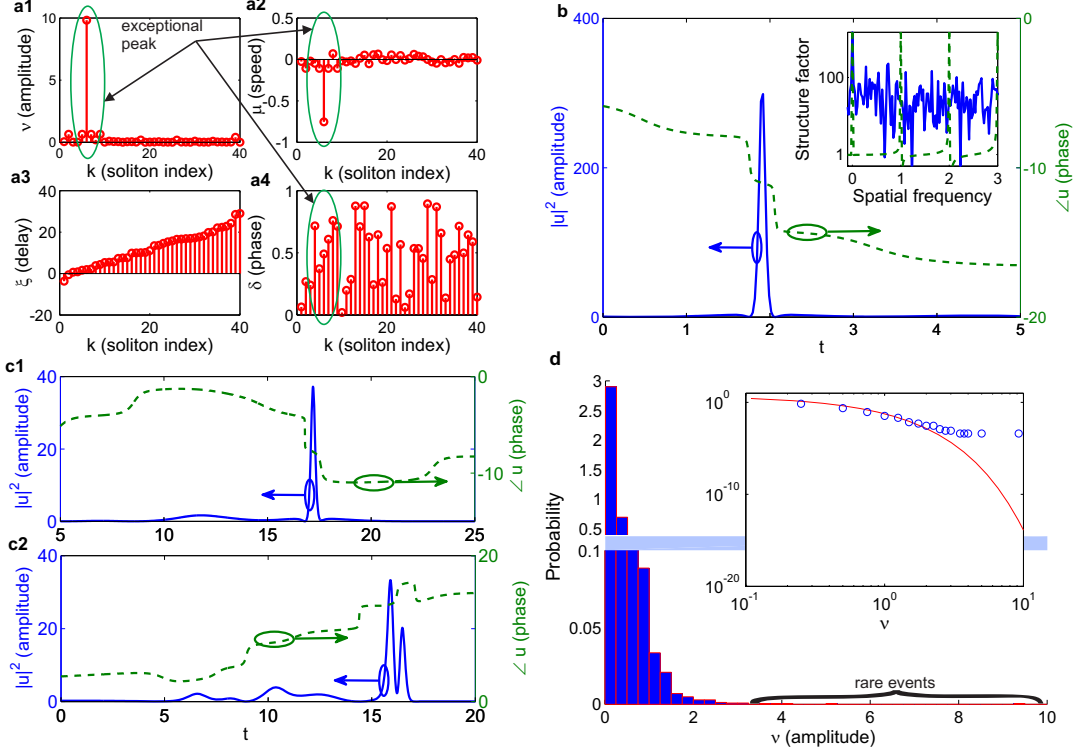 a1
ν (amplitude)
10
5
0
0
20
40
k (soliton index)
exceptional
peak
a2
μ (speed)
0.5
0
-0.5
-1
0
20
40
k (soliton index)
a3
ξ (delay)
20
0
-20
0
20
40
k (soliton index)
a4
δ (phase)
1
0.5
0
0
20
40
k (soliton index)
b
|u|² (amplitude)
400
200
0
0
1
2
3
4
5
t
∠ u (phase)
0
-10
-20
Structure factor
100
1
0
1
2
3
Spatial frequency
c1
|u|² (amplitude)
40
20
0
5
10
15
20
25
∠ u (phase)
0
-10
c2
|u|² (amplitude)
40
30
20
0
0
5
10
15
20
t
∠ u (phase)
20
10
0
d
Probability
3
2.5
2
1.5
1
0.5
0.1
0.05
0
0
2
4
6
8
10
ν (amplitude)
rare events
10⁰
10⁻¹⁰
10⁻²⁰
10⁻¹
10⁰
10¹
ν